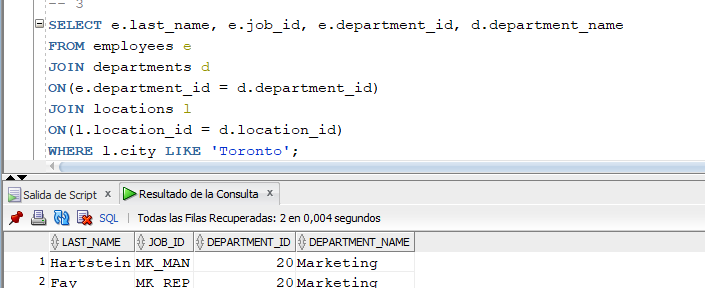 -- 3
SELECT e.last_name, e.job_id, e.department_id, d.department_name
FROM employees e
JOIN departments d
ON(e.department_id = d.department_id)
JOIN locations l
ON(l.location_id = d.location_id)
WHERE l.city LIKE 'Toronto';
Salida de Script x Resultado de la Consulta x
SQL | Todas las Filas Recuperadas: 2 en 0,004 segundos
LAST_NAME JOB_ID DEPARTMENT_ID DEPARTMENT_NAME
1 Hartstein MK_MAN 20 Marketing
2 Fay MK_REP 20 Marketing